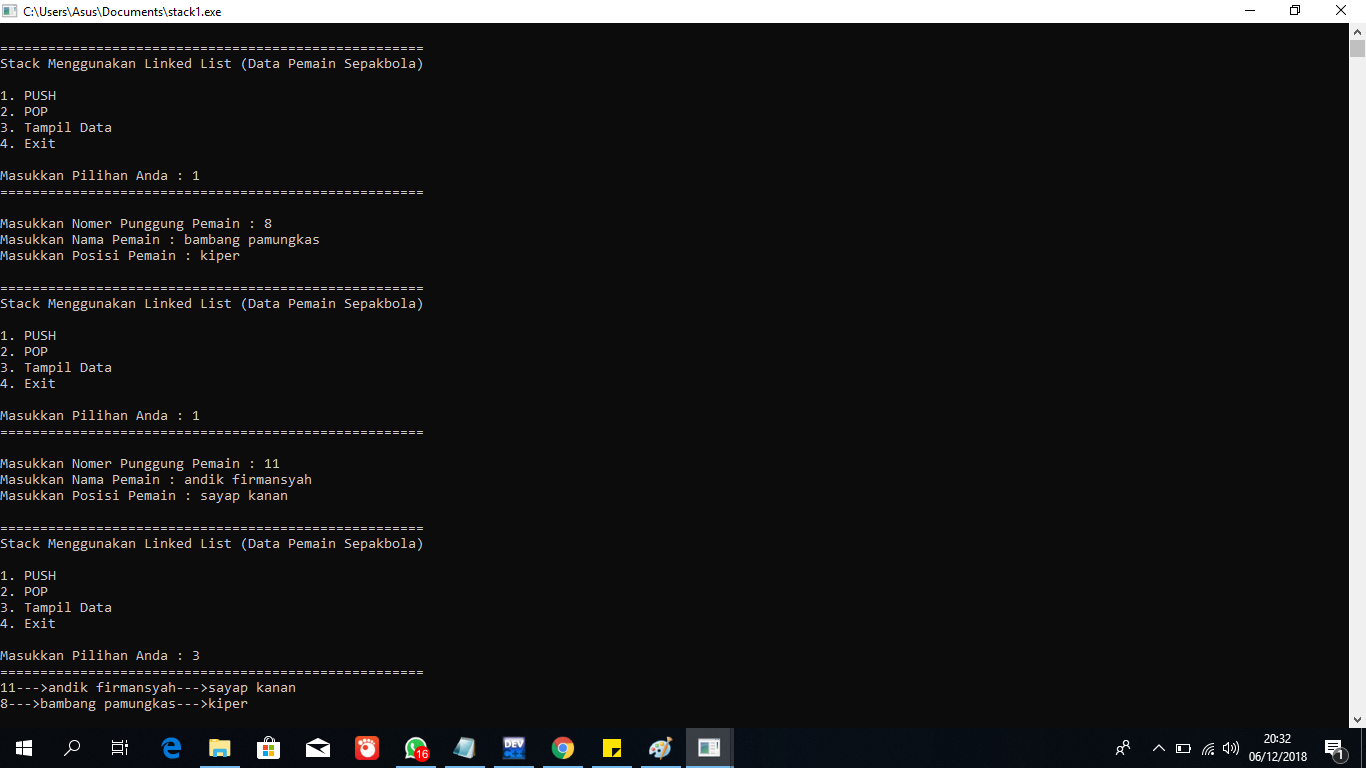 C:\Users\Asus\Documents\stack1.exe
=====================================================
Stack Menggunakan Linked List (Data Pemain Sepakbola)
1. PUSH
2. POP
3. Tampil Data
4. Exit
Masukkan Pilihan Anda : 1
=====================================================
Masukkan Nomer Punggung Pemain : 8
Masukkan Nama Pemain : bambang pamungkas
Masukkan Posisi Pemain : kiper
=====================================================
Stack Menggunakan Linked List (Data Pemain Sepakbola)
1. PUSH
2. POP
3. Tampil Data
4. Exit
Masukkan Pilihan Anda : 1
=====================================================
Masukkan Nomer Punggung Pemain : 11
Masukkan Nama Pemain : andik firmansyah
Masukkan Posisi Pemain : sayap kanan
=====================================================
Stack Menggunakan Linked List (Data Pemain Sepakbola)
1. PUSH
2. POP
3. Tampil Data
4. Exit
Masukkan Pilihan Anda : 3
=====================================================
11--->andik firmansyah--->sayap kanan
8--->bambang pamungkas--->kiper
16
DEV
20:32
06/12/2018
1